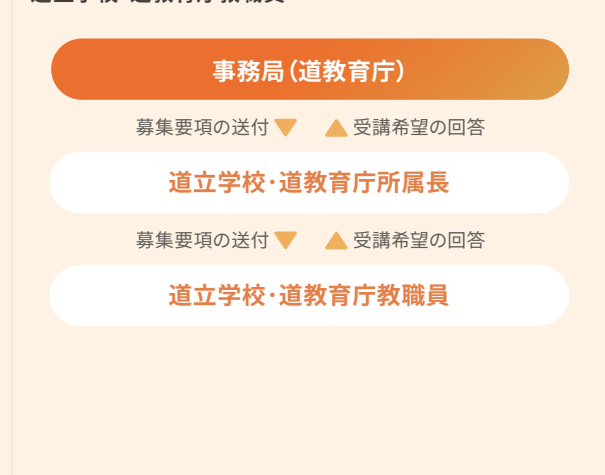 事務局（道教育庁）
募集要項の送付▼ ▲受講希望の回答
道立学校･道教育庁所属長
募集要項の送付▼ ▲受講希望の回答
道立学校･道教育庁教職員